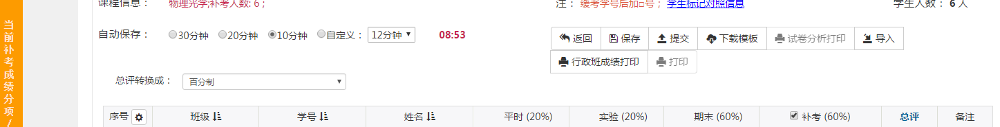 课程信息： 物理光学;补考人数: 6 ; 注： 缓考学号后加□号； 学生标记对照信息 学生人数： 6 人
自动保存： 30分钟 20分钟 10分钟 自定义： 12分钟 08:53 返回 保存 提交 下载模板 试卷分析打印 导入
行政班成绩打印 打印
总评转换成： 百分制
序号 班级 学号 姓名 平时 (20%) 实验 (20%) 期末 (60%) 补考 (60%) 总评 备注
当前补考成绩分项/